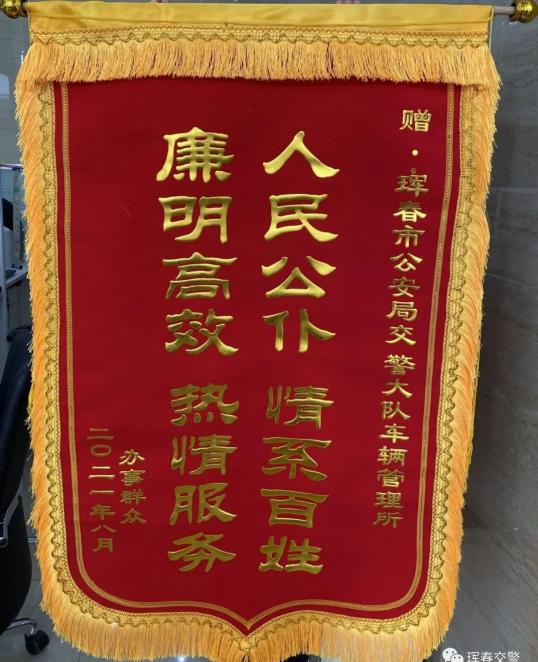 赠·珲春市公安局交警大队车辆管理所
人民公仆 情系百姓
廉明高效 热情服务
办事群众
二〇二一年八月
珲春交警